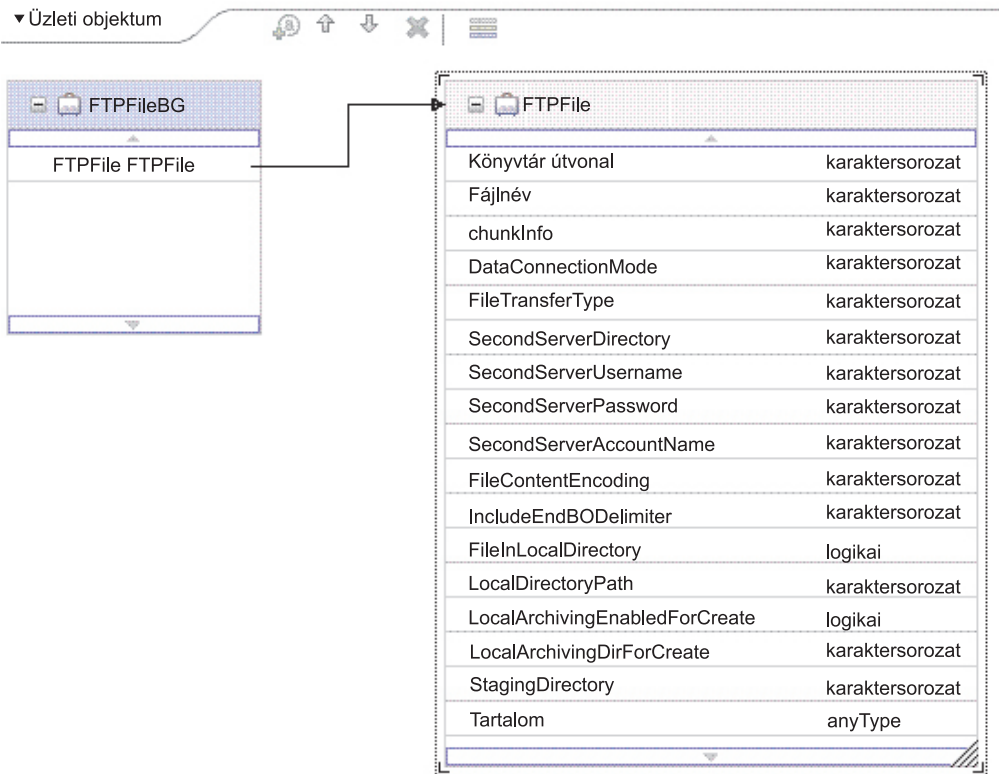 Üzleti objektum
FTPFileBG
FTPFile FTPFile
FTPFile
Könyvtár útvonal karaktersorozat
Fájlnév karaktersorozat
chunkInfo karaktersorozat
DataConnectionMode karaktersorozat
FileTransferType karaktersorozat
SecondServerDirectory karaktersorozat
SecondServerUsername karaktersorozat
SecondServerPassword karaktersorozat
SecondServerAccountName karaktersorozat
FileContentEncoding karaktersorozat
IncludeEndBODelimiter karaktersorozat
FileInLocalDirectory logikai
LocalDirectoryPath karaktersorozat
LocalArchivingEnabledForCreate logikai
LocalArchivingDirForCreate karaktersorozat
StagingDirectory karaktersorozat
Tartalom anyType